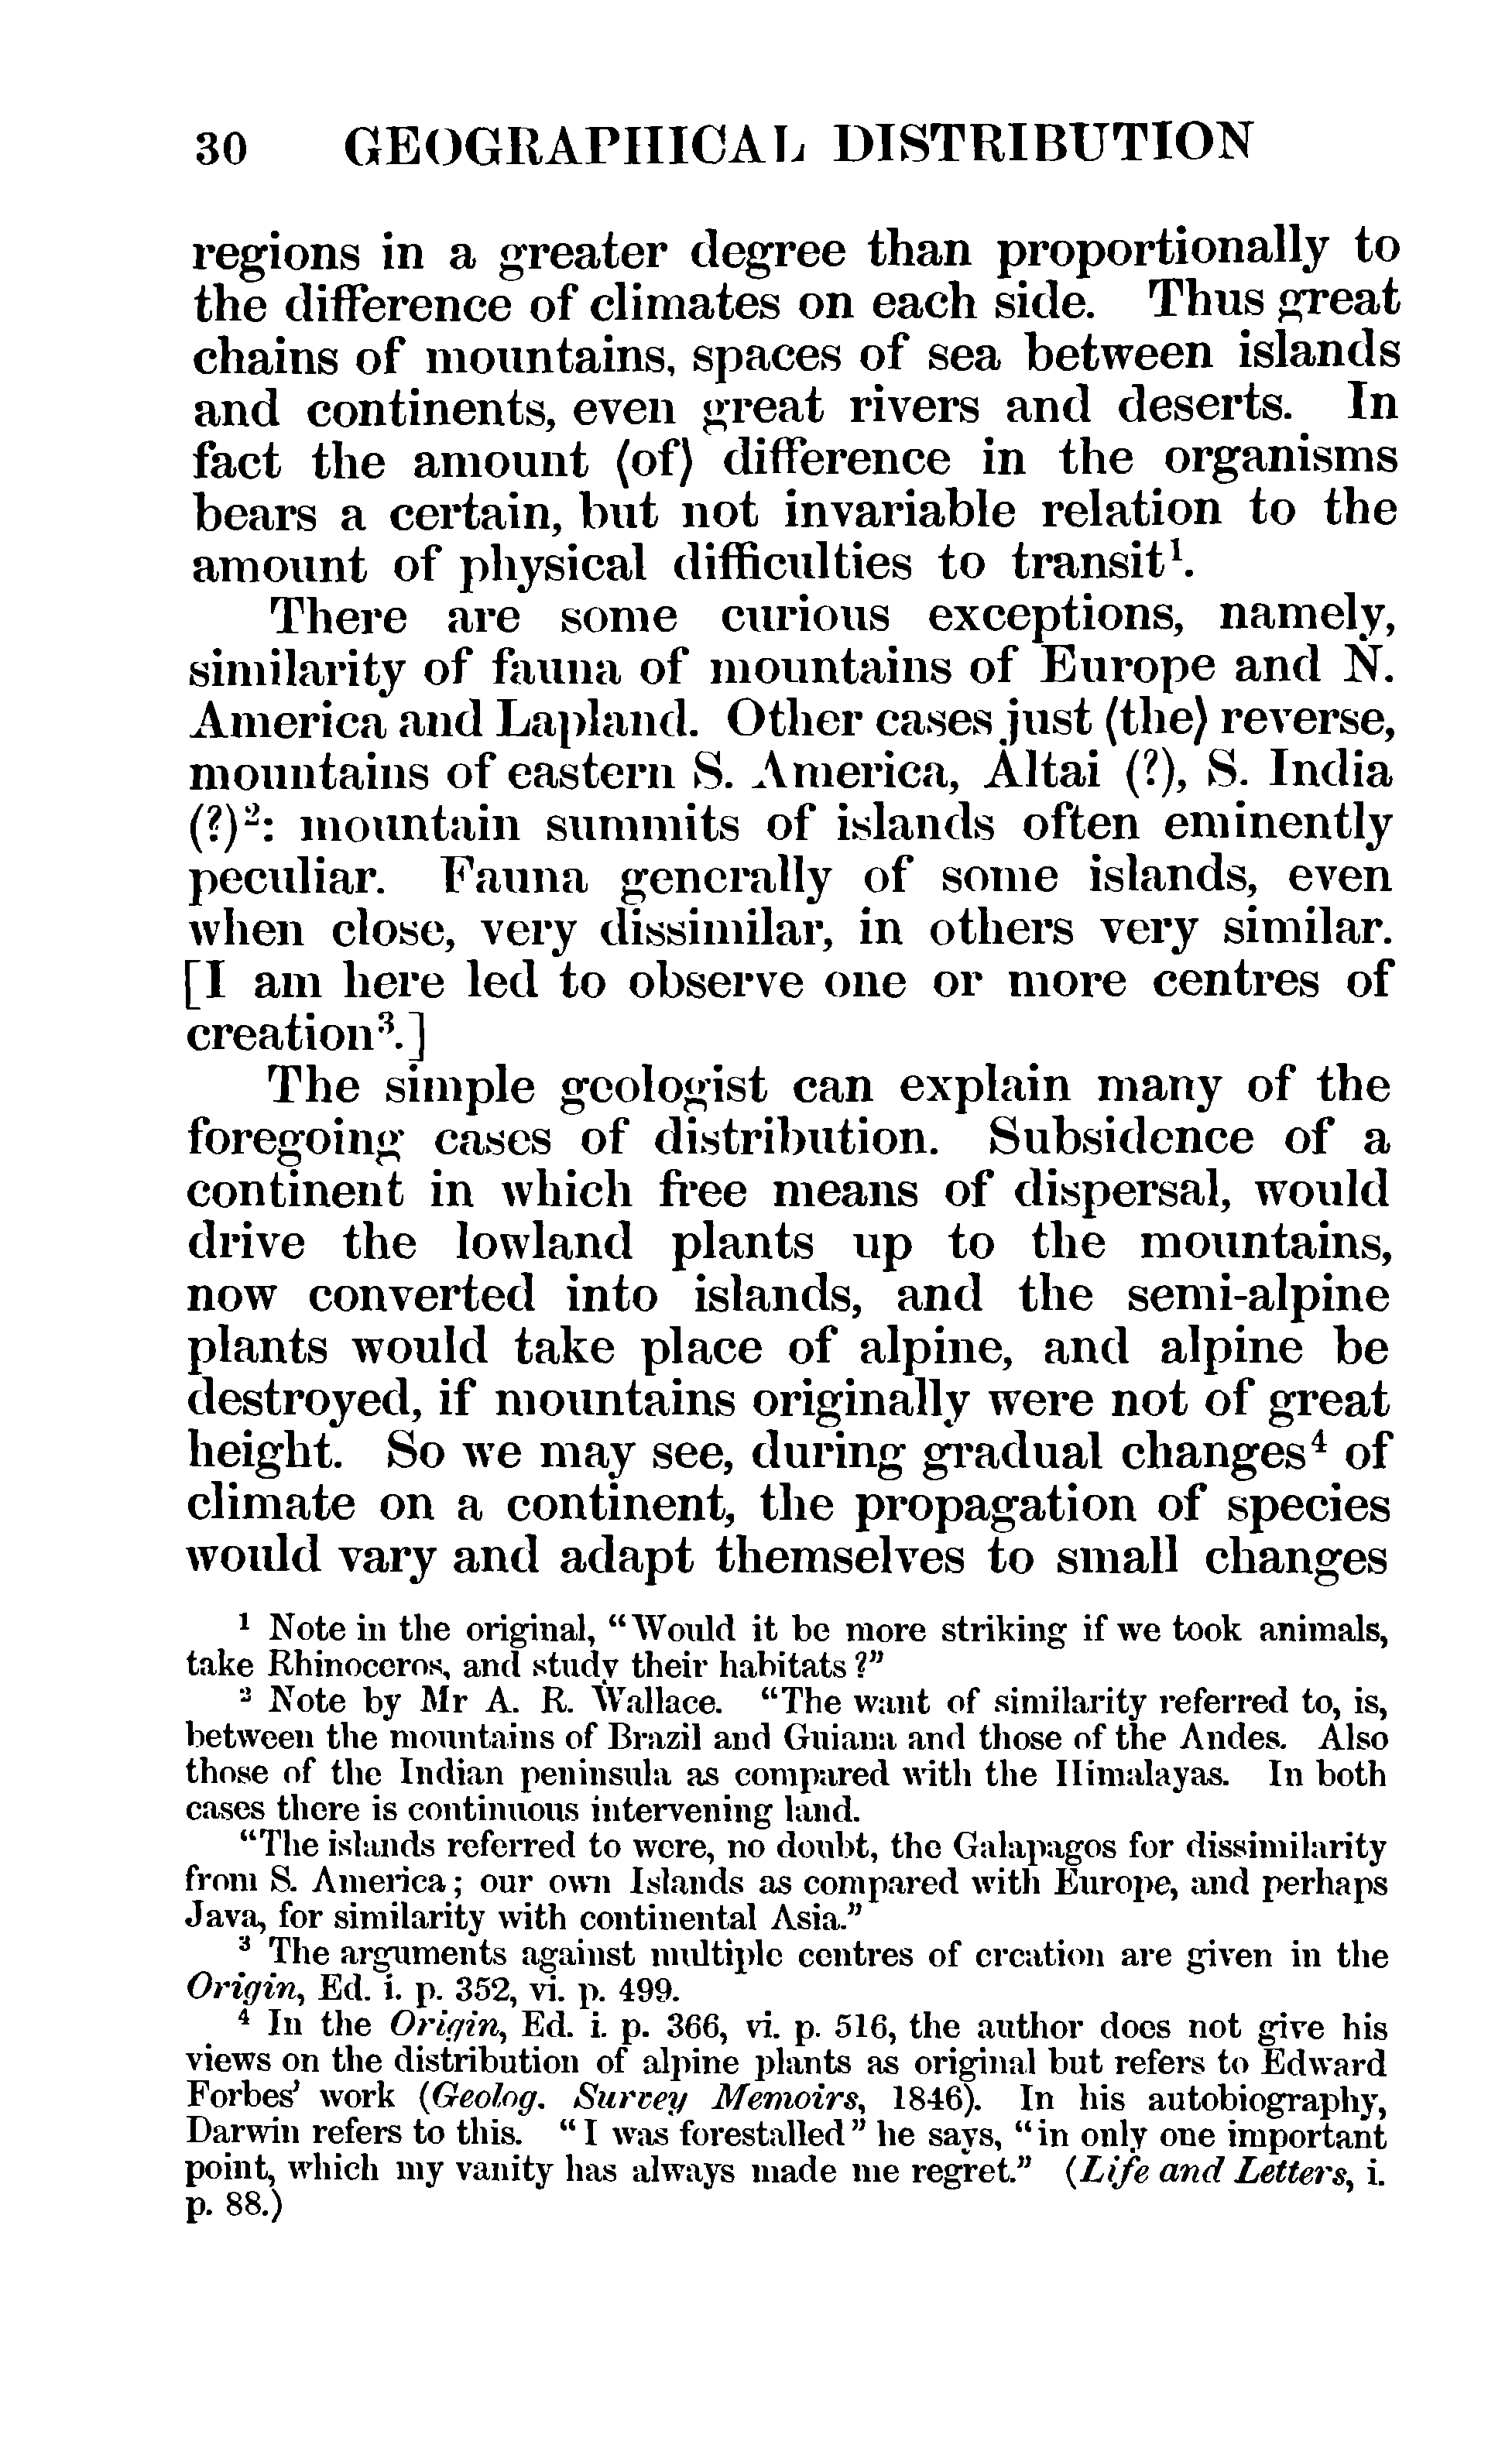 30 GEOGRAPHICAL DISTRIBUTION
regions in a greater degree than proportionally to
the difference of climates on each side. Thus great
chains of mountains, spaces of sea between islands
and continents, even great rivers and deserts. In
fact the amount ⟨of⟩ difference in the organisms
bears a certain, but not invariable relation to the
amount of physical difficulties to transit¹.
There are some curious exceptions, namely,
similarity of fauna of mountains of Europe and N.
America and Lapland. Other cases just ⟨the⟩ reverse,
mountains of eastern S. America, Altai (?), S. India
(?)²: mountain summits of islands often eminently
peculiar. Fauna generally of some islands, even
when close, very dissimilar, in others very similar.
[I am here led to observe one or more centres of
creation³.]
The simple geologist can explain many of the
foregoing cases of distribution. Subsidence of a
continent in which free means of dispersal, would
drive the lowland plants up to the mountains,
now converted into islands, and the semi-alpine
plants would take place of alpine, and alpine be
destroyed, if mountains originally were not of great
height. So we may see, during gradual changes⁴ of
climate on a continent, the propagation of species
would vary and adapt themselves to small changes
¹ Note in the original, "Would it be more striking if we took animals,
take Rhinoceros, and study their habitats?"
² Note by Mr A. R. Wallace. "The want of similarity referred to, is,
between the mountains of Brazil and Guiana and those of the Andes. Also
those of the Indian peninsula as compared with the Himalayas. In both
cases there is continuous intervening land.
"The islands referred to were, no doubt, the Galapagos for dissimilarity
from S. America; our own Islands as compared with Europe, and perhaps
Java, for similarity with continental Asia."
³ The arguments against multiple centres of creation are given in the
Origin, Ed. i. p. 352, vi. p. 499.
⁴ In the Origin, Ed. i. p. 366, vi. p. 516, the author does not give his
views on the distribution of alpine plants as original but refers to Edward
Forbes' work (Geolog. Survey Memoirs, 1846). In his autobiography,
Darwin refers to this. "I was forestalled" he says, "in only one important
point, which my vanity has always made me regret." (Life and Letters, i.
p. 88.)